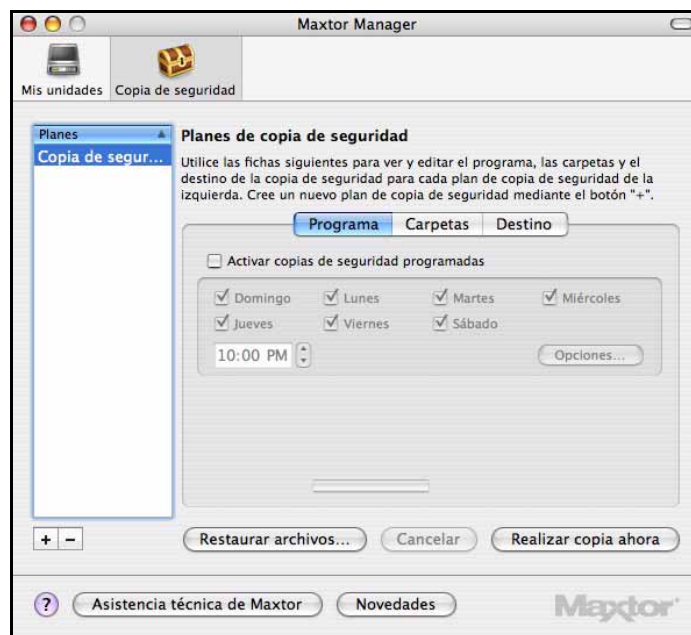 Maxtor Manager
Mis unidades
Copia de seguridad
Planes
Copia de segur...
Planes de copia de seguridad
Utilice las fichas siguientes para ver y editar el programa, las carpetas y el
destino de la copia de seguridad para cada plan de copia de seguridad de la
izquierda. Cree un nuevo plan de copia de seguridad mediante el botón "+".
Programa Carpetas Destino
Activar copias de seguridad programadas
Domingo Lunes Martes Miércoles
Jueves Viernes Sábado
10:00 PM Opciones...
+ − Restaurar archivos... Cancelar Realizar copia ahora
? Asistencia técnica de Maxtor Novedades Maxtor